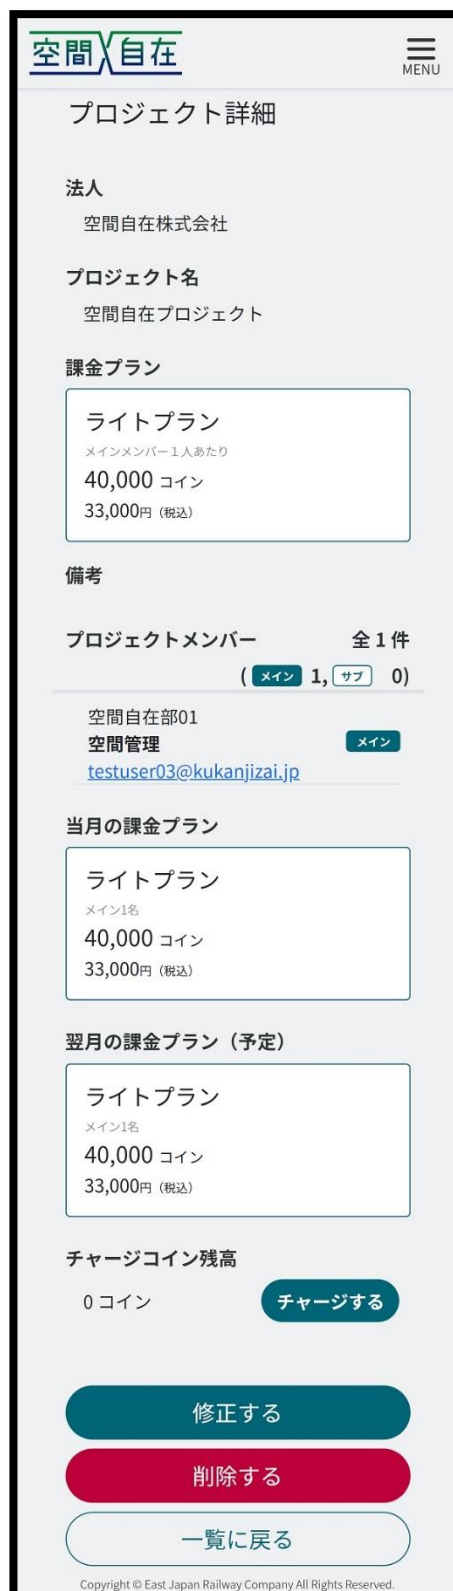 空間自在
MENU
プロジェクト詳細
法人
空間自在株式会社
プロジェクト名
空間自在プロジェクト
課金プラン
ライトプラン
メインメンバー１人あたり
40,000 コイン
33,000円（税込）
備考
プロジェクトメンバー 全 1 件
( メイン 1, サブ 0)
空間自在部01
空間管理 メイン
testuser03@kukanjizai.jp
当月の課金プラン
ライトプラン
メイン1名
40,000 コイン
33,000円（税込）
翌月の課金プラン（予定）
ライトプラン
メイン1名
40,000 コイン
33,000円（税込）
チャージコイン残高
0 コイン チャージする
修正する
削除する
一覧に戻る
Copyright © East Japan Railway Company All Rights Reserved.